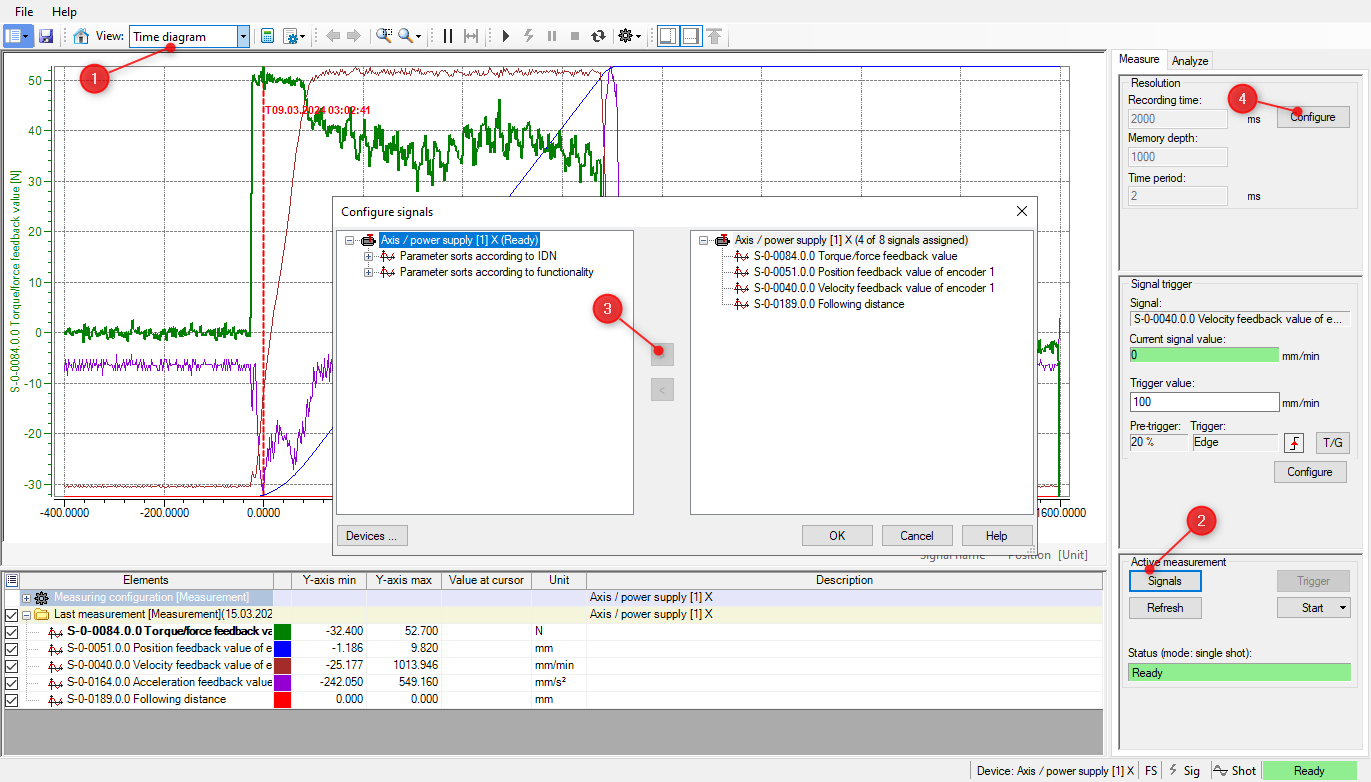 File Help
View: Time diagram
1
50
40
30
20
10
0
-10
-20
-30
S-0-0084.0.0 Torque/force feedback value [N]
T09.03.2024 03:02:41
-400.0000 -200.0000 0.0000 1600.0000
Signal name Position [Unit]
Configure signals
Axis / power supply [1] X (Ready)
Parameter sorts according to IDN
Parameter sorts according to functionality
3
<
Axis / power supply [1] X (4 of 8 signals assigned)
S-0-0084.0.0 Torque/force feedback value
S-0-0051.0.0 Position feedback value of encoder 1
S-0-0040.0.0 Velocity feedback value of encoder 1
S-0-0189.0.0 Following distance
Devices ... OK Cancel Help
Measure Analyze
Resolution
Recording time:
4
2000 ms Configure
Memory depth:
1000
Time period:
2 ms
Signal trigger
Signal:
S-0-0040.0.0 Velocity feedback value of e...
Current signal value:
0 mm/min
Trigger value:
100 mm/min
Pre-trigger: Trigger:
20 % Edge T/G
Configure
2
Active measurement
Signals Trigger
Refresh Start
Status (mode: single shot):
Ready
Elements Y-axis min Y-axis max Value at cursor Unit Description
Measuring configuration [Measurement] Axis / power supply [1] X
Last measurement [Measurement](15.03.202 Axis / power supply [1] X
S-0-0084.0.0 Torque/force feedback va -32.400 52.700 N
S-0-0051.0.0 Position feedback value of e -1.186 9.820 mm
S-0-0040.0.0 Velocity feedback value of e -25.177 1013.946 mm/min
S-0-0164.0.0 Acceleration feedback value -242.050 549.160 mm/s²
S-0-0189.0.0 Following distance 0.000 0.000 mm
Device: Axis / power supply [1] X FS Sig Shot Ready